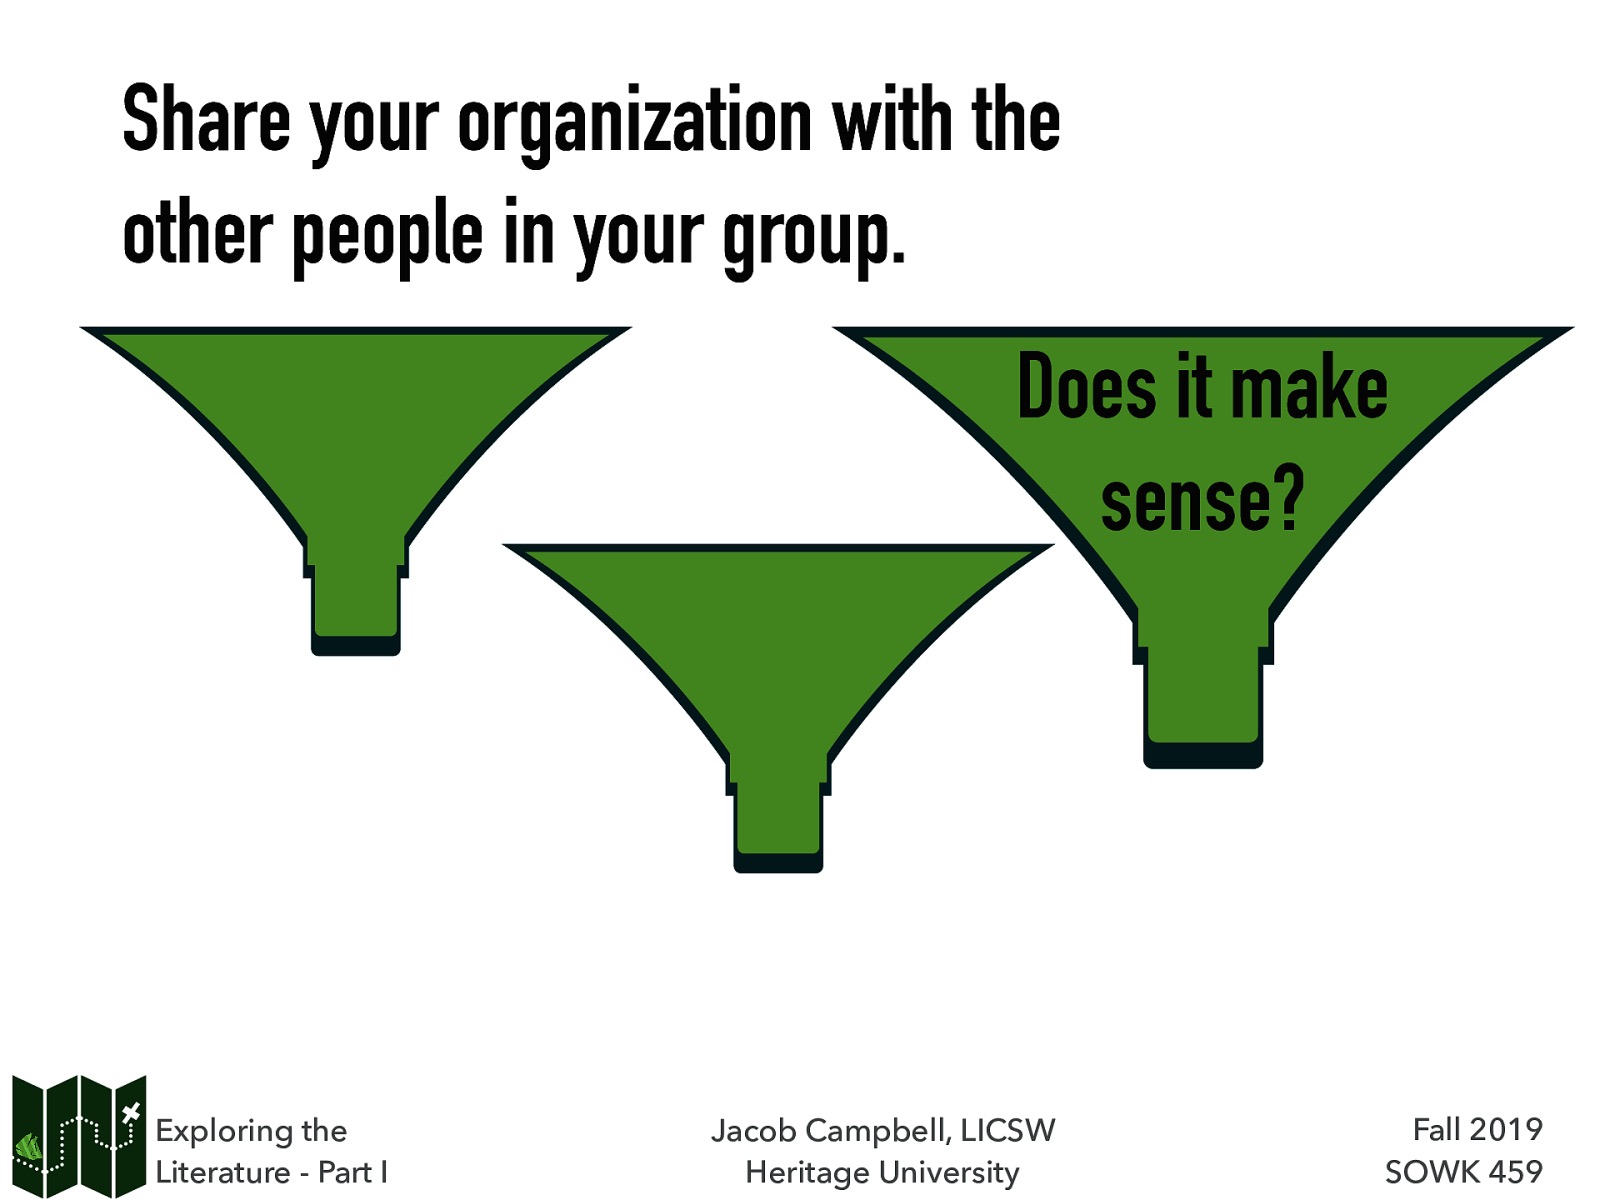 Share your organization with the
other people in your group.
Does it make
sense?
Exploring the
Literature - Part I
Jacob Campbell, LICSW
Heritage University
Fall 2019
SOWK 459